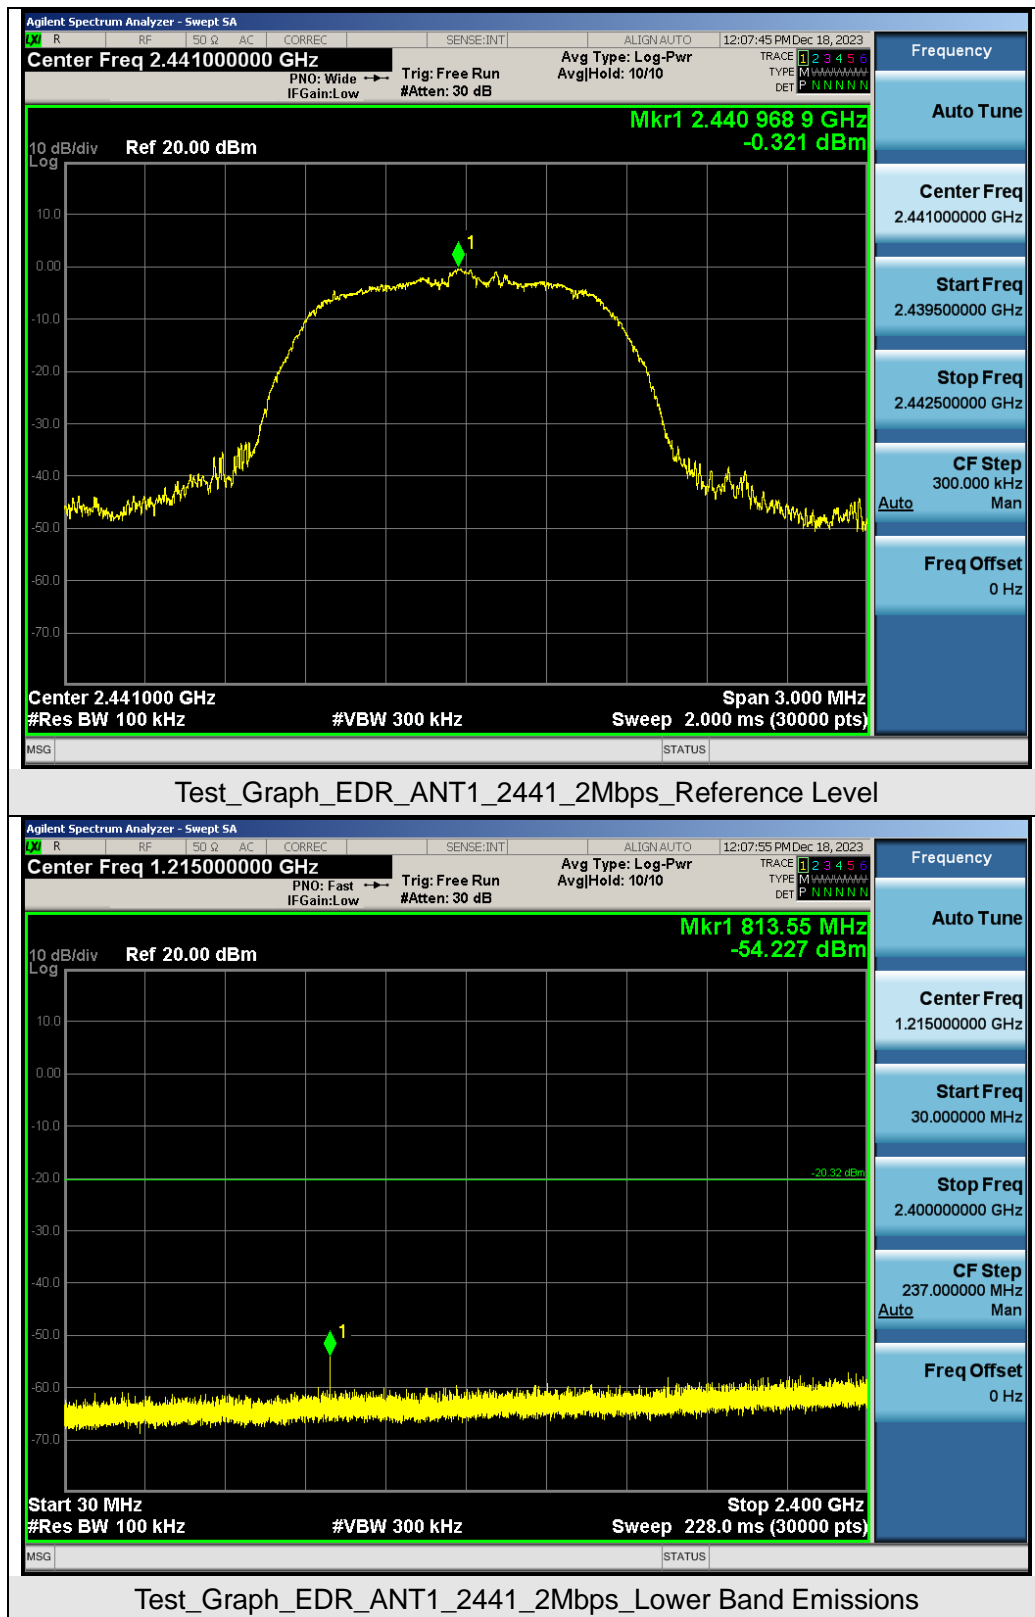 Agilent Spectrum Analyzer - Swept SA
LXI R RF 50 Ω AC CORREC SENSE:INT ALIGN AUTO 12:07:45 PM Dec 18, 2023
Center Freq 2.441000000 GHz
PNO: Wide
IFGain:Low
Trig: Free Run
#Atten: 30 dB
Avg Type: Log-Pwr
Avg|Hold: 10/10
TRACE 1 2 3 4 5 6
TYPE M WWWWW
DET P N N N N N
Mkr1 2.440 968 9 GHz
-0.321 dBm
10 dB/div Ref 20.00 dBm
Log
1
10.0
0.00
-10.0
-20.0
-30.0
-40.0
-50.0
-60.0
-70.0
Center 2.441000 GHz Span 3.000 MHz
#Res BW 100 kHz #VBW 300 kHz Sweep 2.000 ms (30000 pts)
MSG STATUS
Frequency
Auto Tune
Center Freq
2.441000000 GHz
Start Freq
2.439500000 GHz
Stop Freq
2.442500000 GHz
CF Step
300.000 kHz
Auto Man
Freq Offset
0 Hz
Test_Graph_EDR_ANT1_2441_2Mbps_Reference Level
Agilent Spectrum Analyzer - Swept SA
LXI R RF 50 Ω AC CORREC SENSE:INT ALIGN AUTO 12:07:55 PM Dec 18, 2023
Center Freq 1.215000000 GHz
PNO: Fast
IFGain:Low
Trig: Free Run
#Atten: 30 dB
Avg Type: Log-Pwr
Avg|Hold: 10/10
TRACE 1 2 3 4 5 6
TYPE M WWWWW
DET P N N N N N
Mkr1 813.55 MHz
-54.227 dBm
10 dB/div Ref 20.00 dBm
Log
10.0
0.00
-10.0
-20.0
-20.32 dBm
-30.0
-40.0
-50.0
1
-60.0
-70.0
Start 30 MHz Stop 2.400 GHz
#Res BW 100 kHz #VBW 300 kHz Sweep 228.0 ms (30000 pts)
MSG STATUS
Frequency
Auto Tune
Center Freq
1.215000000 GHz
Start Freq
30.000000 MHz
Stop Freq
2.400000000 GHz
CF Step
237.000000 MHz
Auto Man
Freq Offset
0 Hz
Test_Graph_EDR_ANT1_2441_2Mbps_Lower Band Emissions